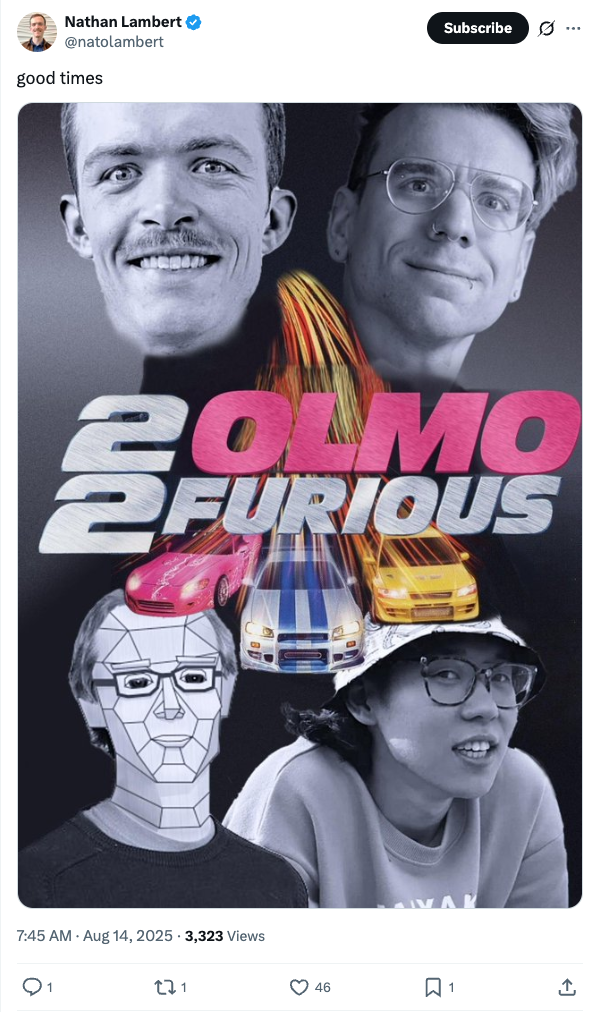 Nathan Lambert
@natolambert
Subscribe
good times
2 OLMO
2 FURIOUS
7:45 AM · Aug 14, 2025 · 3,323 Views
1
1
46
1